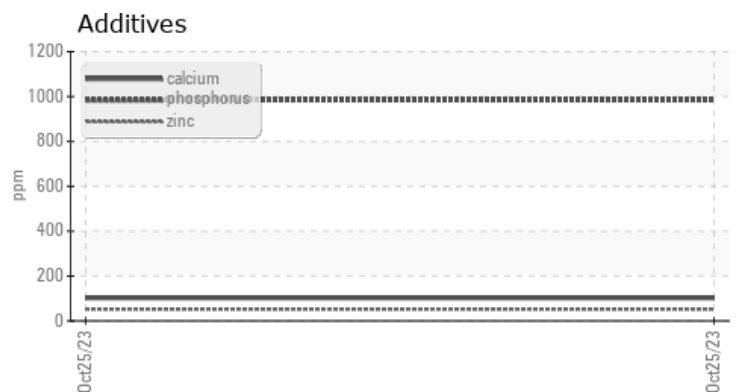 Additives
1200
calcium
1000
phosphorus
zinc
800
ppm
600
400
200
0
Oct25/23
Oct25/23